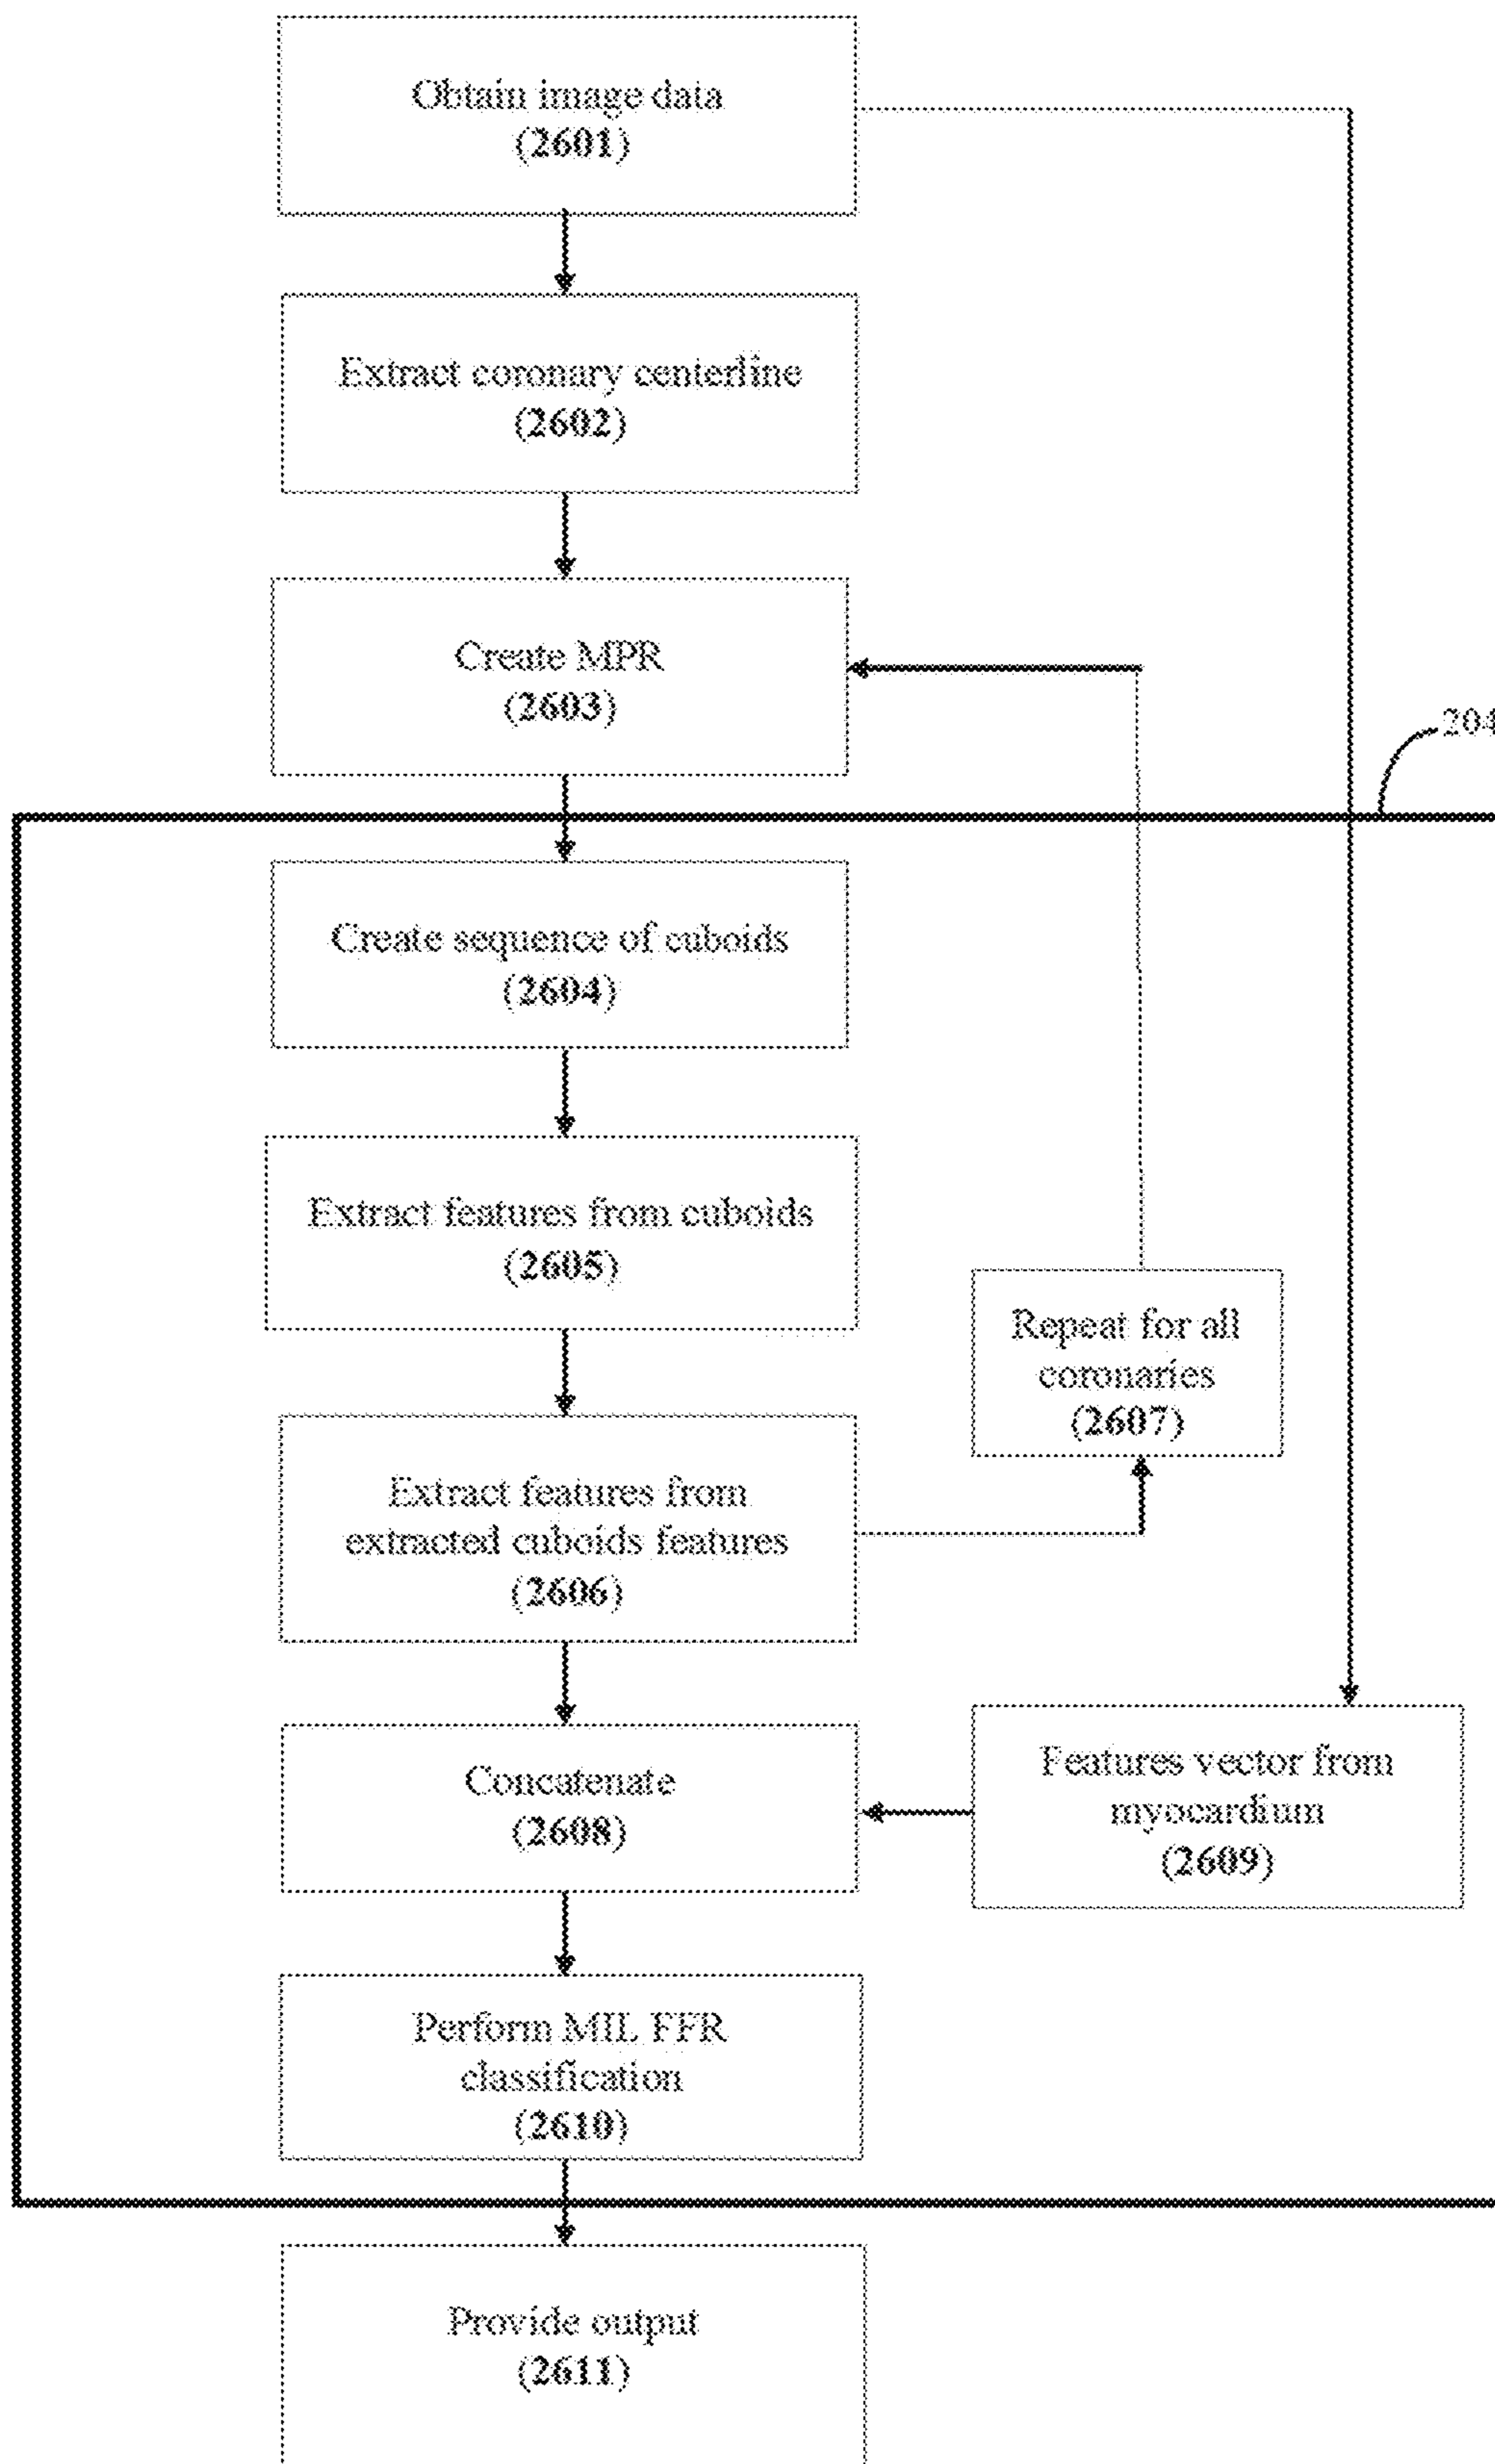 Obtain image data
(2601)
Extract coronary centerline
(2602)
Create MPR
(2603)
204
Create sequence of cuboids
(2604)
Extract features from cuboids
(2605)
Repeat for all
coronaries
(2607)
Extract features from
extracted cuboids features
(2606)
Concatenate
(2608)
Features vector from
myocardium
(2609)
Perform MIL FFR
classification
(2610)
Provide output
(2611)